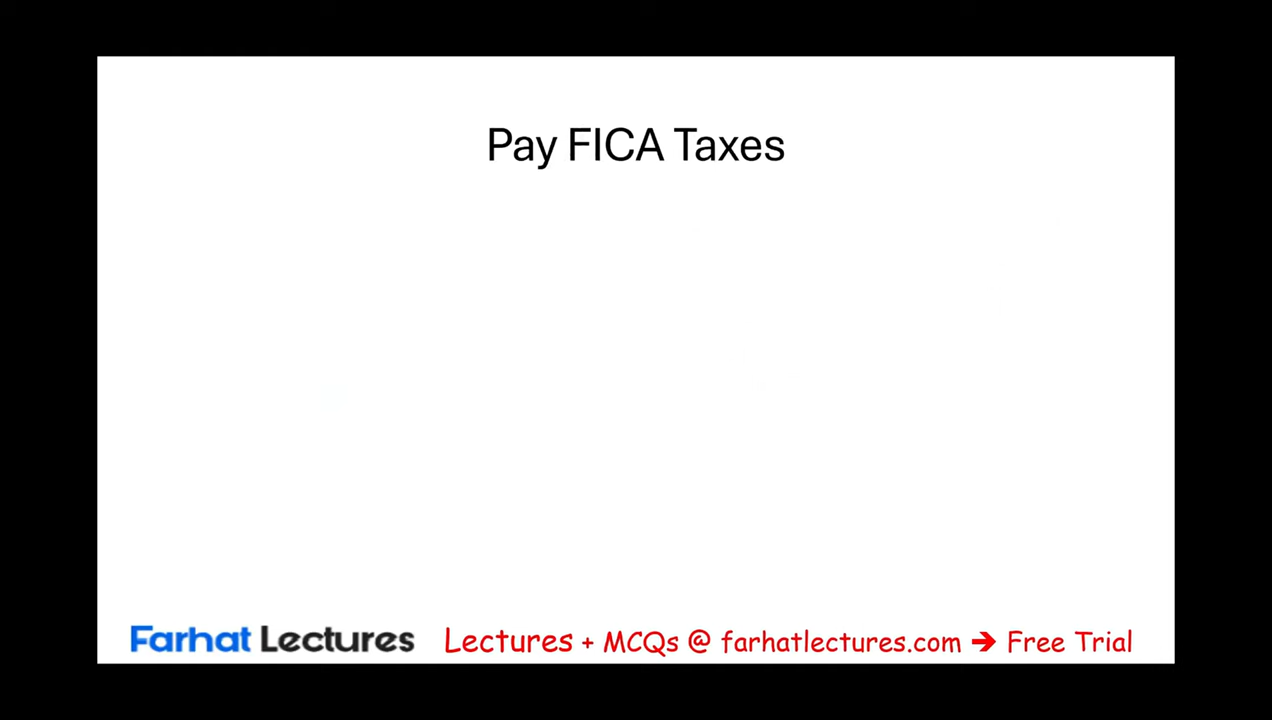 Pay FICA Taxes
Farhat Lectures Lectures + MCQs @ farhatlectures.com → Free Trial